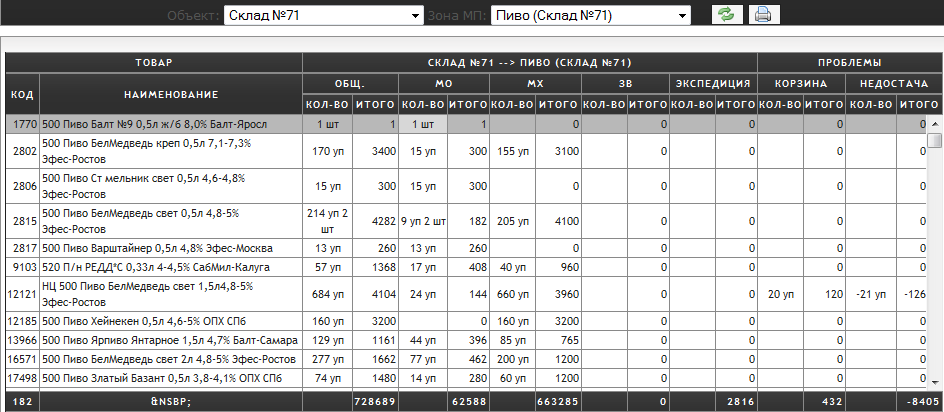 Объект: Склад №71 Зона МП: Пиво (Склад №71)
ТОВАР СКЛАД №71 --> ПИВО (СКЛАД №71) ПРОБЛЕМЫ
КОД НАИМЕНОВАНИЕ ОБЩ. МО МХ ЗВ ЭКСПЕДИЦИЯ КОРЗИНА НЕДОСТАЧА
КОЛ-ВО ИТОГО КОЛ-ВО ИТОГО КОЛ-ВО ИТОГО КОЛ-ВО ИТОГО КОЛ-ВО ИТОГО КОЛ-ВО ИТОГО КОЛ-ВО ИТОГО
1770 500 Пиво Балт №9 0,5л ж/б 8,0% Балт-Яросл 1 шт 1 1 шт 1 0 0 0 0 0
2802 500 Пиво БелМедведь креп 0,5л 7,1-7,3% 170 уп 3400 15 уп 300 155 уп 3100 0 0 0 0
Эфес-Ростов
2806 500 Пиво Ст мельник свет 0,5л 4,6-4,8% 15 уп 300 15 уп 300 0 0 0 0 0
Эфес-Ростов
2815 500 Пиво БелМедведь свет 0,5л 4,8-5% 214 уп 2 4282 9 уп 2 шт 182 205 уп 4100 0 0 0 0
Эфес-Ростов шт
2817 500 Пиво Варштайнер 0,5л 4,8% Эфес-Москва 13 уп 260 13 уп 260 0 0 0 0 0
9103 520 П/н РЕДД*С 0,33л 4-4,5% СабМил-Калуга 57 уп 1368 17 уп 408 40 уп 960 0 0 0 0
12121 НЦ 500 Пиво БелМедведь свет 1,5л4,8-5% 684 уп 4104 24 уп 144 660 уп 3960 0 0 20 уп 120 -21 уп -126
Эфес-Ростов
12185 500 Пиво Хейнекен 0,5л 4,6-5% ОПХ СПб 160 уп 3200 0 160 уп 3200 0 0 0 0
13966 500 Пиво Ярпиво Янтарное 1,5л 4,7% Балт-Самара 129 уп 1161 44 уп 396 85 уп 765 0 0 0 0
16571 500 Пиво БелМедведь свет 2л 4,8-5% Эфес-Ростов 277 уп 1662 77 уп 462 200 уп 1200 0 0 0 0
17498 500 Пиво Златый Базант 0,5л 3,8-4,1% ОПХ СПб 74 уп 1480 14 уп 280 60 уп 1200 0 0 0 0
182 &NSBP; 728689 62588 663285 0 2816 432 -8405